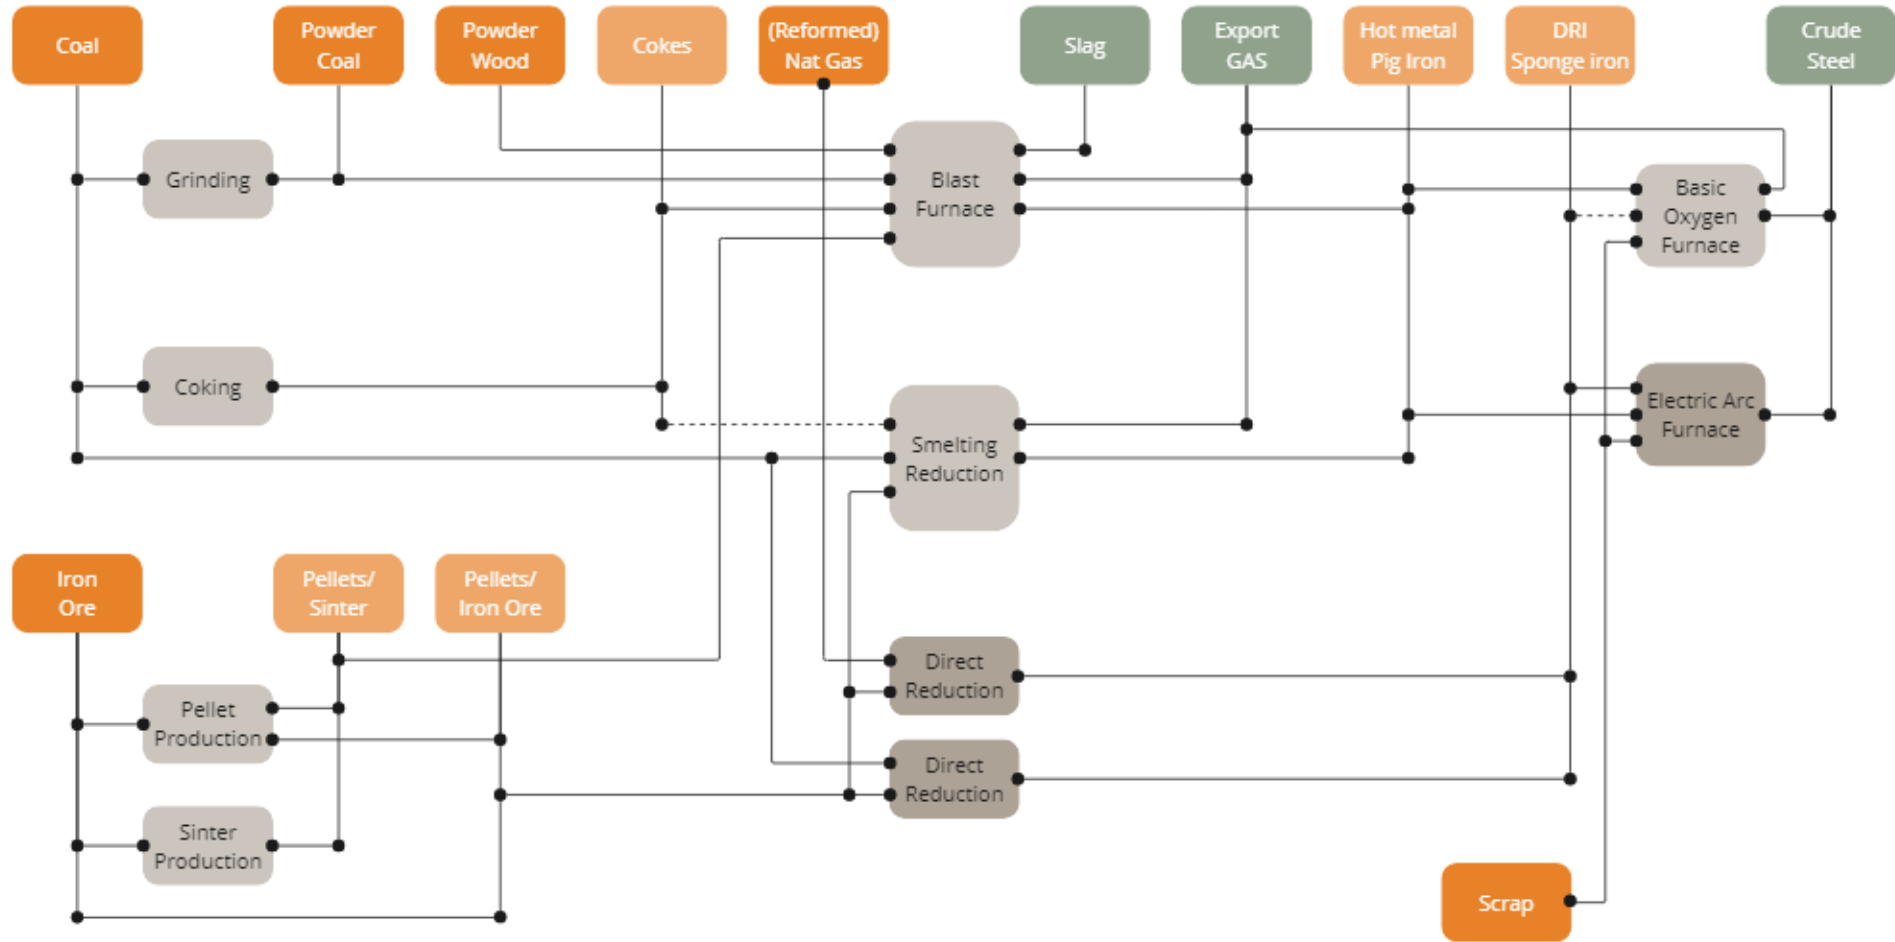 Coal
Powder
Coal
Powder
Wood
Cokes
(Reformed)
Nat Gas
Slag
Export
GAS
Hot metal
Pig Iron
DRI
Sponge iron
Crude
Steel
Grinding
Blast
Furnace
Basic
Oxygen
Furnace
Coking
Smelting
Reduction
Electric Arc
Furnace
Iron
Ore
Pellets/
Sinter
Pellets/
Iron Ore
Direct
Reduction
Pellet
Production
Direct
Reduction
Sinter
Production
Scrap